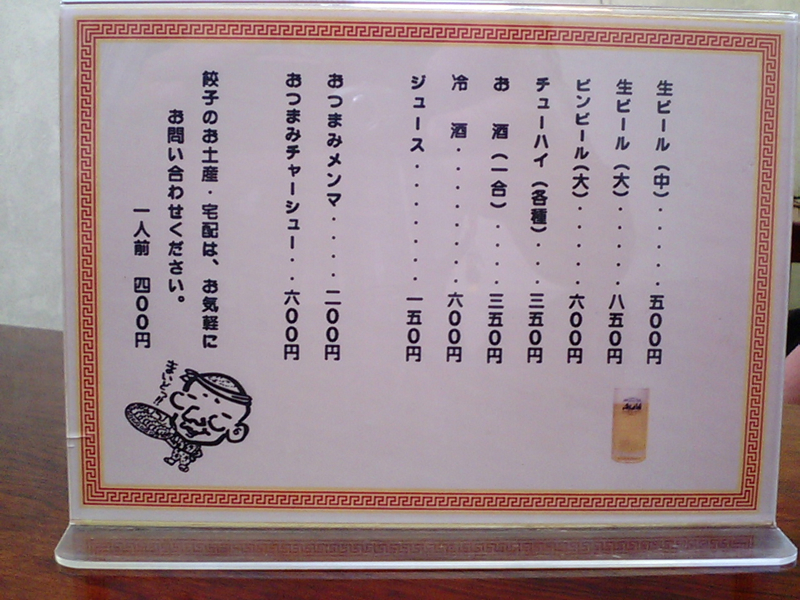 生ビール（中）・・・・・五００円
生ビール（大）・・・・・八五０円
ビンビール（大）・・・・六００円
チューハイ（各種）・・・三五０円
お酒（一合）・・・・三五０円
冷酒・・・・・・・・・六００円
ジュース・・・・・・・・一五０円
おつまみメンマ・・・・二００円
おつまみチャーシュー・・六００円
餃子のお土産・宅配は、お気軽に
お問い合わせください。
一人前 四００円
まいどっ!!
Asahi